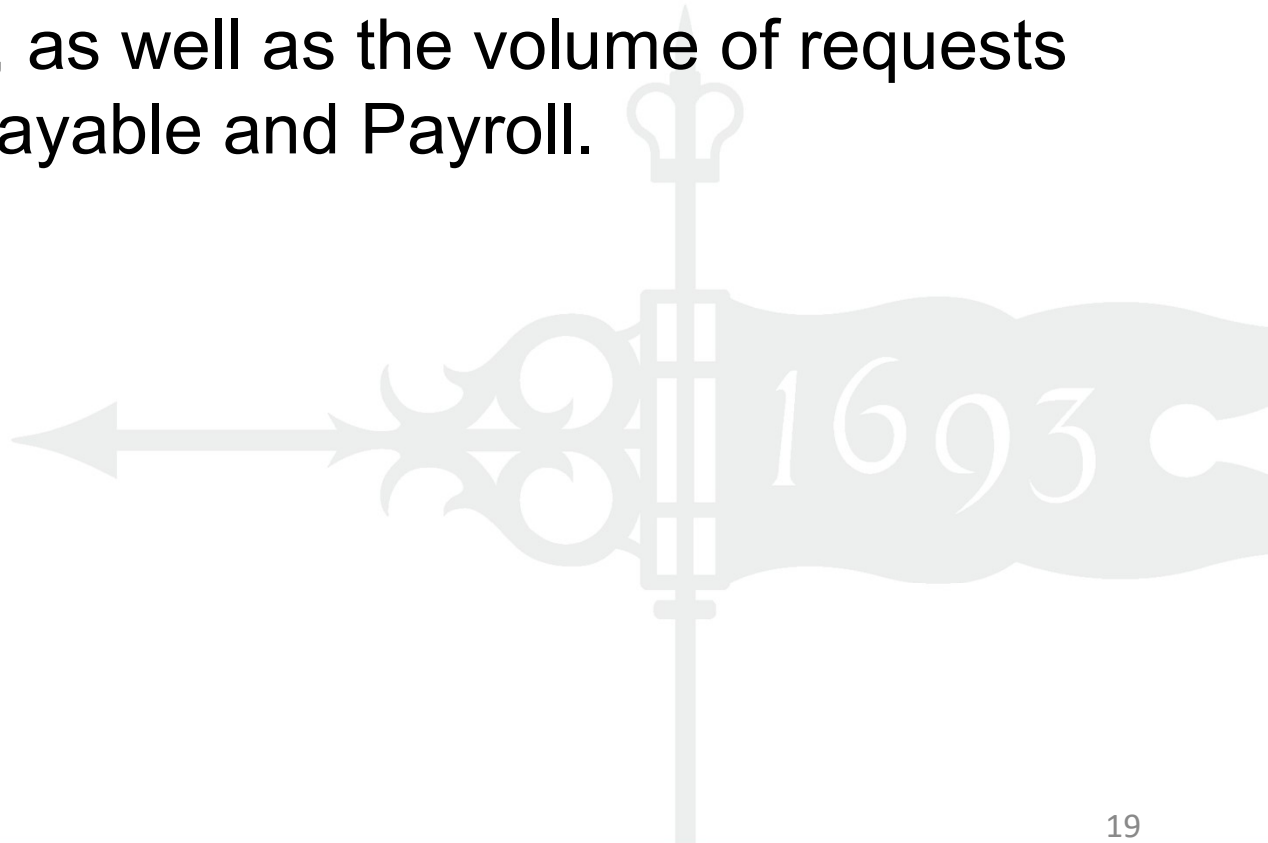 as well as the volume of requests
ayable and Payroll.
1693
19